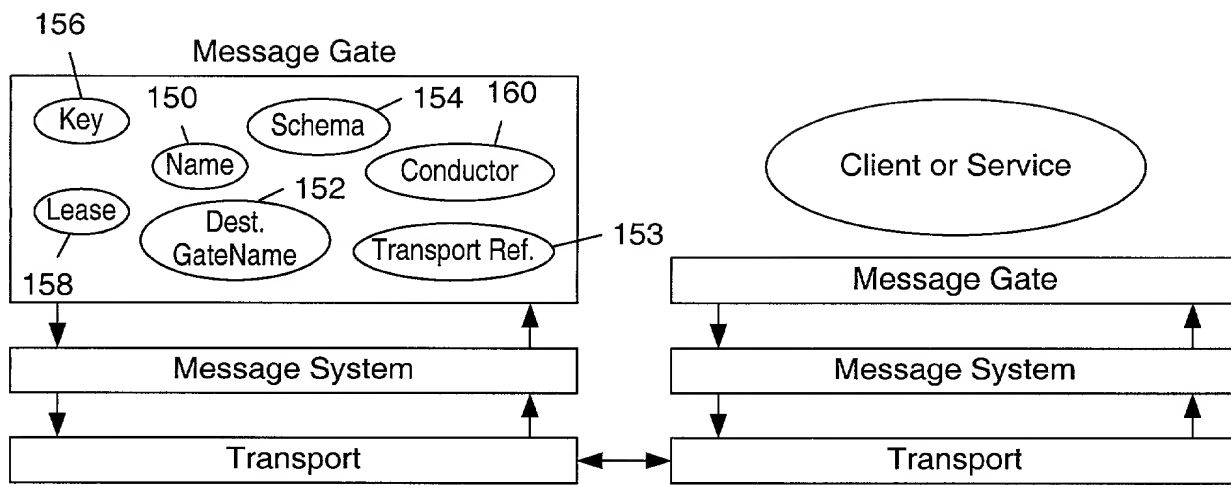 156
Message Gate
150
154
160
Key
Schema
Name
Conductor
Client or Service
152
Lease
Dest.
GateName
Transport Ref.
153
158
Message Gate
Message System
Message System
Transport
Transport